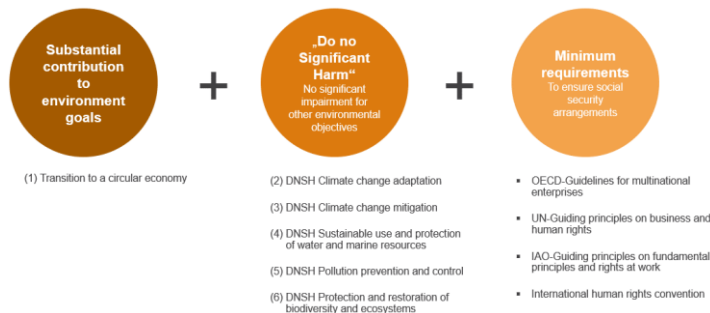 Substantial
contribution
to
environment
goals
+
„Do no
Significant
Harm“
No significant
impairment for
other environmental
objectives
+
Minimum
requirements
To ensure social
security
arrangements
(1) Transition to a circular economy
(2) DNSH Climate change adaptation
(3) DNSH Climate change mitigation
(4) DNSH Sustainable use and protection
of water and marine resources
(5) DNSH Pollution prevention and control
(6) DNSH Protection and restoration of
biodiversity and ecosystems
▪ OECD-Guidelines for multinational
enterprises
▪ UN-Guiding principles on business and
human rights
▪ IAO-Guiding principles on fundamental
principles and rights at work
▪ International human rights convention